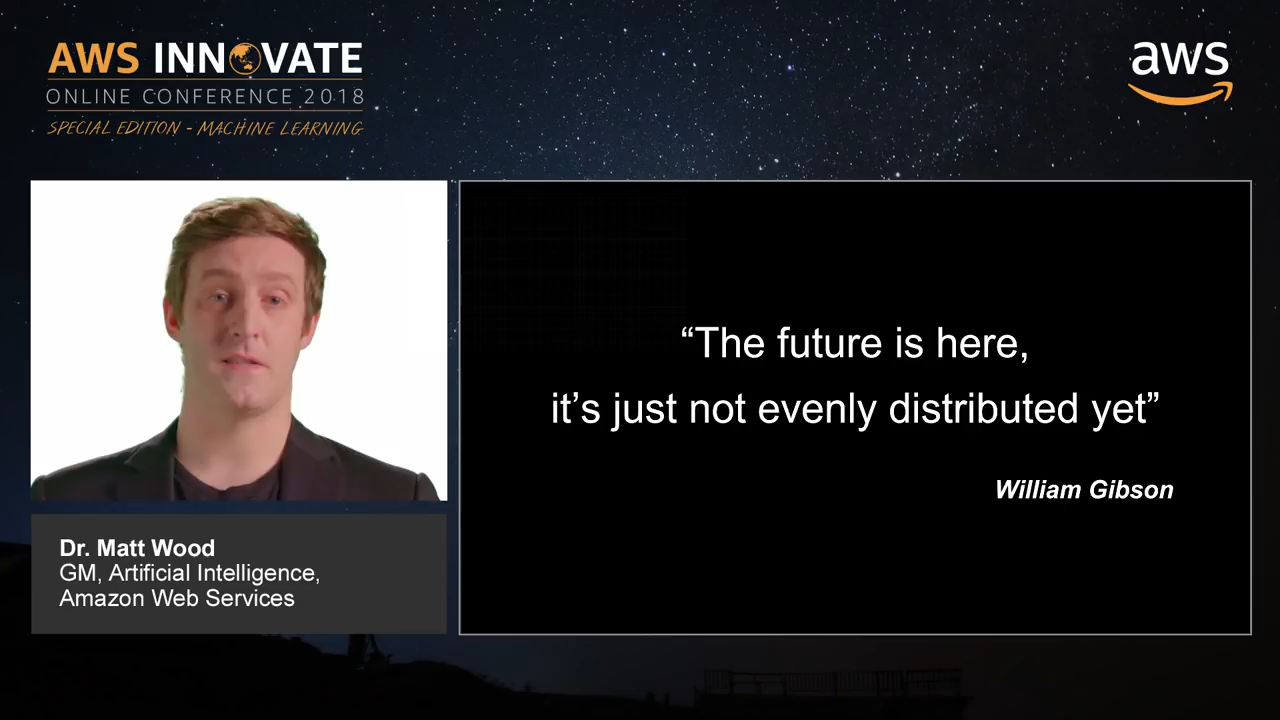 AWS INNOVATE
ONLINE CONFERENCE 2018
SPECIAL EDITION - MACHINE LEARNING
aws
“The future is here,
it’s just not evenly distributed yet”
William Gibson
Dr. Matt Wood
GM, Artificial Intelligence,
Amazon Web Services